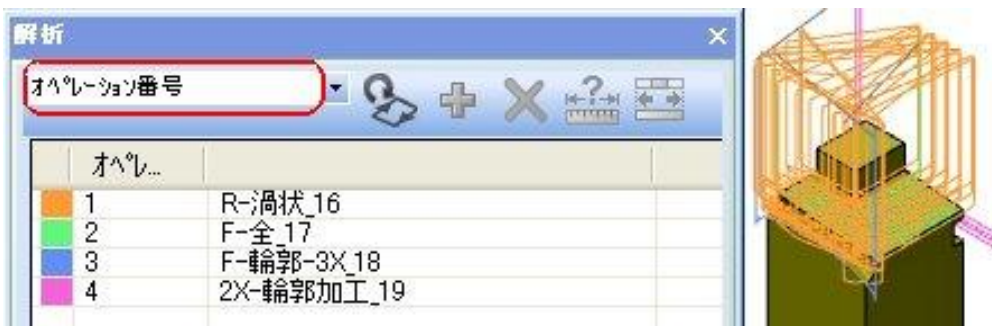 解析
ｵﾍﾟﾚｰｼｮﾝ番号
ｵﾍﾟﾚ...
1 R-渦状_16
2 F-全_17
3 F-輪郭-3X_18
4 2X-輪郭加工_19